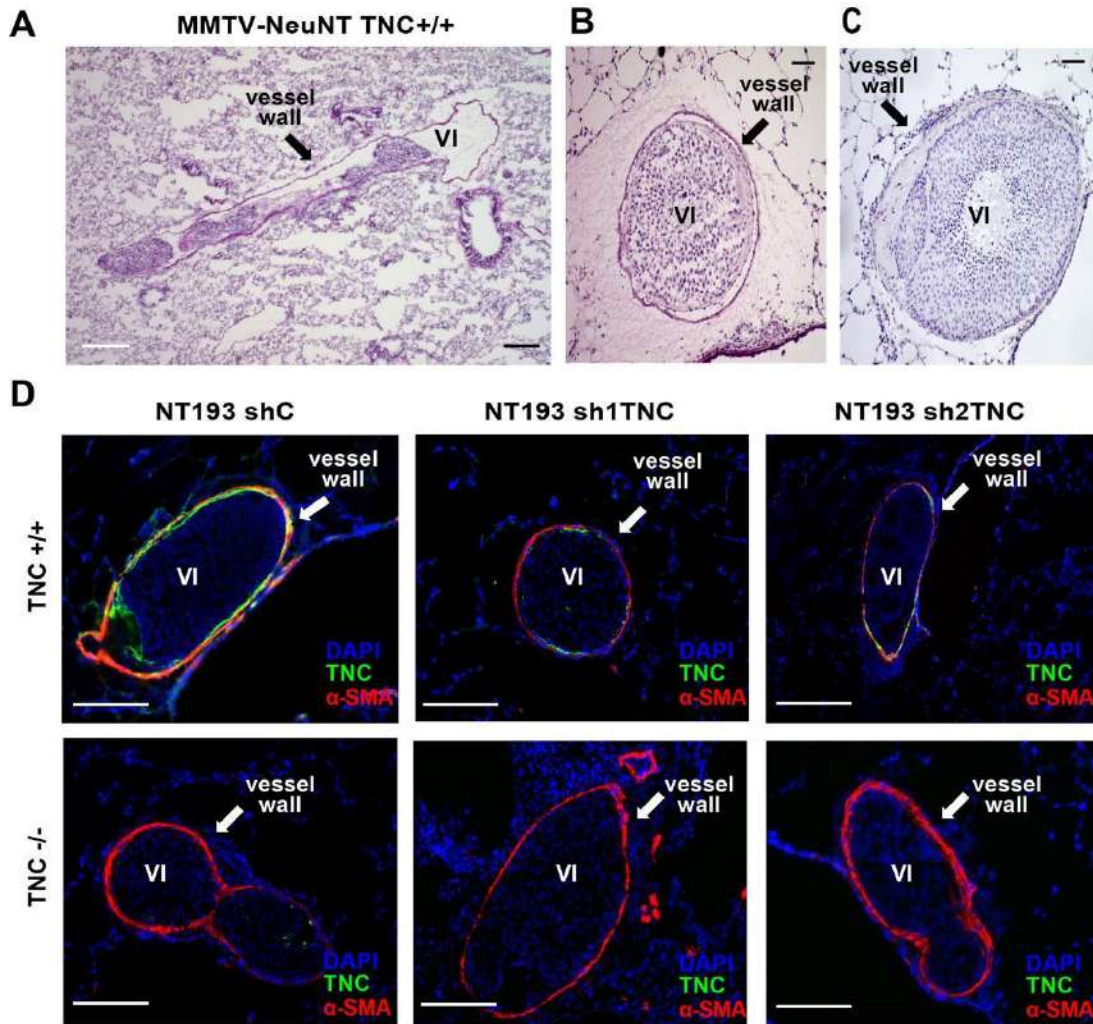 A
MMTV-NeuNT TNC+/+
vessel
wall
VI
B
vessel
wall
VI
C
vessel
wall
VI
D
NT193 shC
NT193 sh1TNC
NT193 sh2TNC
TNC +/+
vessel
wall
VI
DAPI
TNC
α-SMA
vessel
wall
VI
DAPI
TNC
α-SMA
vessel
wall
VI
DAPI
TNC
α-SMA
TNC -/-
vessel
wall
VI
DAPI
TNC
α-SMA
vessel
wall
VI
DAPI
TNC
α-SMA
vessel
wall
VI
DAPI
TNC
α-SMA